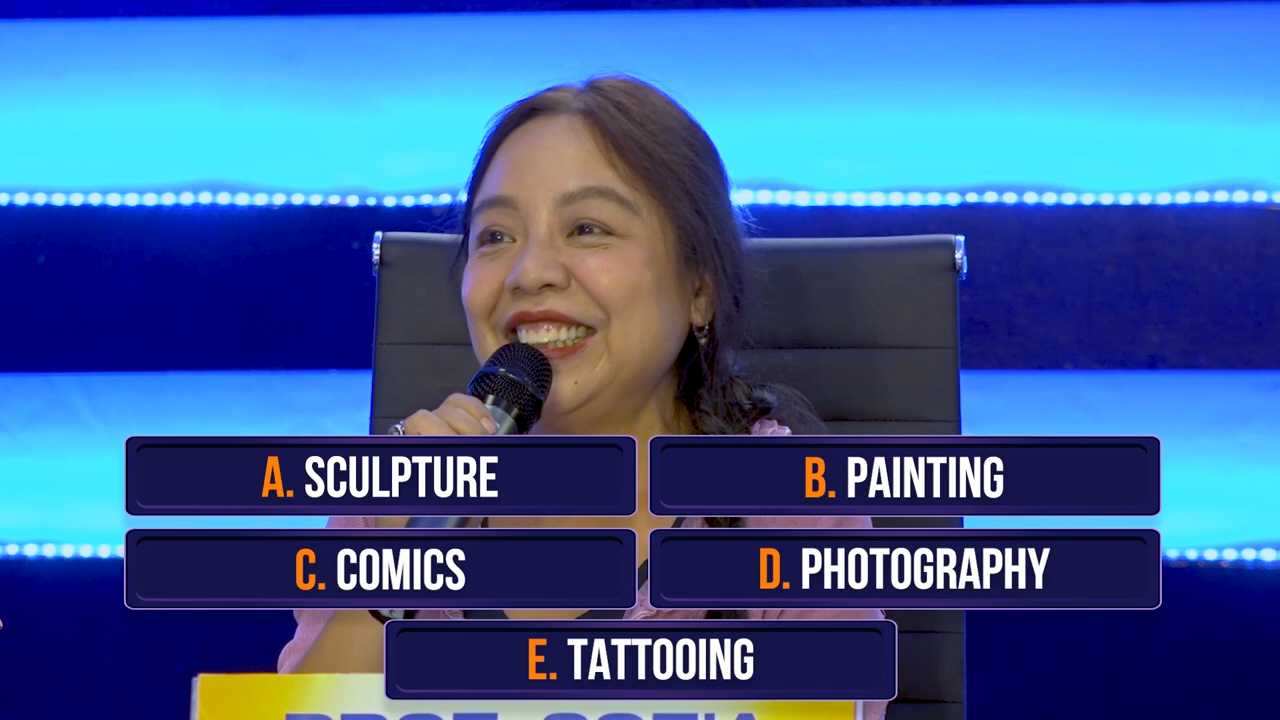 A. SCULPTURE
B. PAINTING
C. COMICS
D. PHOTOGRAPHY
E. TATTOOING